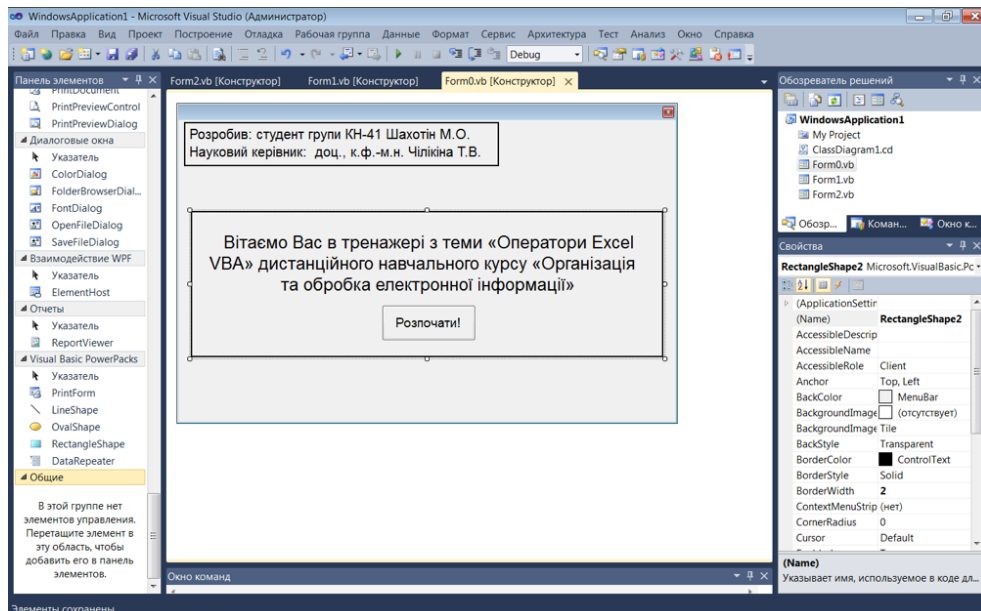 WindowsApplication1 - Microsoft Visual Studio (Администратор)
Файл Правка Вид Проект Построение Отладка Рабочая группа Данные Формат Сервис Архитектура Тест Анализ Окно Справка
Debug
Панель элементов
PrintDocument
PrintPreviewControl
PrintPreviewDialog
Диалоговые окна
Указатель
ColorDialog
FolderBrowserDial...
FontDialog
OpenFileDialog
SaveFileDialog
Взаимодействие WPF
Указатель
ElementHost
Отчеты
Указатель
ReportViewer
Visual Basic PowerPacks
Указатель
PrintForm
LineShape
OvalShape
RectangleShape
DataRepeater
Общие
В этой группе нет
элементов управления.
Перетащите элемент в
эту область, чтобы
добавить его в панель
элементов.
Form2.vb [Конструктор] Form1.vb [Конструктор] Form0.vb [Конструктор]
Розробив: студент групи КН-41 Шахотін М.О.
Науковий керівник: доц., к.ф.-м.н. Чілікіна Т.В.
Вітаємо Вас в тренажері з теми «Оператори Excel
VBA» дистанційного навчального курсу «Організація
та обробка електронної інформації»
Розпочати!
Окно команд
Обозреватель решений
WindowsApplication1
My Project
ClassDiagram1.cd
Form0.vb
Form1.vb
Form2.vb
Обозр... Коман... Окно к...
Свойства
RectangleShape2 Microsoft.VisualBasic.Pc
(ApplicationSettin
(Name) RectangleShape2
AccessibleDescrip
AccessibleName
AccessibleRole Client
Anchor Top, Left
BackColor MenuBar
BackgroundImage (отсутствует)
BackgroundImage Tile
BackStyle Transparent
BorderColor ControlText
BorderStyle Solid
BorderWidth 2
ContextMenuStrip (нет)
CornerRadius 0
Cursor Default
(Name)
Указывает имя, используемое в коде дл...
Элементы сохранены